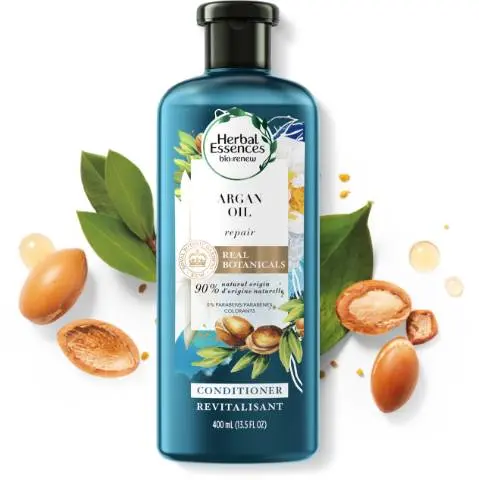 Herbal
Essences
bio:renew
ARGAN
OIL
repair
REAL
BOTANICALS
90% natural origin
d'origine naturelle
0% PARABENS/PARABÈNES
COLORANTS
CONDITIONER
REVITALISANT
400 mL (13.5 FL OZ)